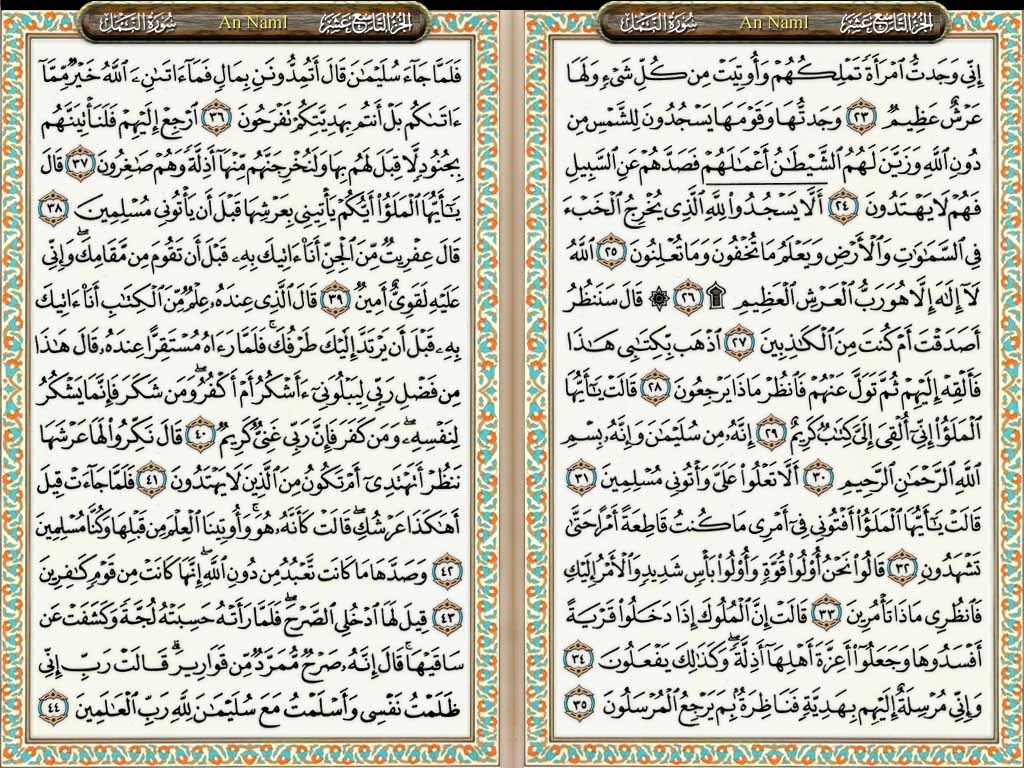 الجزء التاسع عشر An Naml سورة النمل
إِنِّي وَجَدتُّ ٱمْرَأَةً تَمْلِكُهُمْ وَأُوتِيَتْ مِن كُلِّ شَىْءٍ وَلَهَا
عَرْشٌ عَظِيمٌ ٢٣ وَجَدتُّهَا وَقَوْمَهَا يَسْجُدُونَ لِلشَّمْسِ مِن
دُونِ ٱللَّهِ وَزَيَّنَ لَهُمُ ٱلشَّيْطَٰنُ أَعْمَٰلَهُمْ فَصَدَّهُمْ عَنِ ٱلسَّبِيلِ
فَهُمْ لَا يَهْتَدُونَ ٢٤ أَلَّا يَسْجُدُوا۟ لِلَّهِ ٱلَّذِى يُخْرِجُ ٱلْخَبْءَ
فِى ٱلسَّمَٰوَٰتِ وَٱلْأَرْضِ وَيَعْلَمُ مَا تُخْفُونَ وَمَا تُعْلِنُونَ ٢٥ ٱللَّهُ
لَآ إِلَٰهَ إِلَّا هُوَ رَبُّ ٱلْعَرْشِ ٱلْعَظِيمِ ۩ ٢٦ ۞ قَالَ سَنَنظُرُ
أَصَدَقْتَ أَمْ كُنتَ مِنَ ٱلْكَٰذِبِينَ ٢٧ ٱذْهَب بِّكِتَٰبِى هَٰذَا
فَأَلْقِهْ إِلَيْهِمْ ثُمَّ تَوَلَّ عَنْهُمْ فَٱنظُرْ مَاذَا يَرْجِعُونَ ٢٨ قَالَتْ يَٰٓأَيُّهَا
ٱلْمَلَؤُا۟ إِنِّىٓ أُلْقِىَ إِلَىَّ كِتَٰبٌ كَرِيمٌ ٢٩ إِنَّهُۥ مِن سُلَيْمَٰنَ وَإِنَّهُۥ بِسْمِ
ٱللَّهِ ٱلرَّحْمَٰنِ ٱلرَّحِيمِ ٣٠ أَلَّا تَعْلُوا۟ عَلَىَّ وَأْتُونِى مُسْلِمِينَ ٣١
قَالَتْ يَٰٓأَيُّهَا ٱلْمَلَؤُا۟ أَفْتُونِى فِىٓ أَمْرِى مَا كُنتُ قَاطِعَةً أَمْرًا حَتَّىٰ
تَشْهَدُونِ ٣٢ قَالُوا۟ نَحْنُ أُو۟لُوا۟ قُوَّةٍ وَأُو۟لُوا۟ بَأْسٍ شَدِيدٍ وَٱلْأَمْرُ إِلَيْكِ
فَٱنظُرِى مَاذَا تَأْمُرِينَ ٣٣ قَالَتْ إِنَّ ٱلْمُلُوكَ إِذَا دَخَلُوا۟ قَرْيَةً
أَفْسَدُوهَا وَجَعَلُوٓا۟ أَعِزَّةَ أَهْلِهَآ أَذِلَّةً ۖ وَكَذَٰلِكَ يَفْعَلُونَ ٣٤
وَإِنِّى مُرْسِلَةٌ إِلَيْهِم بِهَدِيَّةٍ فَنَاظِرَةٌۢ بِمَ يَرْجِعُ ٱلْمُرْسَلُونَ ٣٥
الجزء التاسع عشر An Naml سورة النمل
فَلَمَّا جَآءَ سُلَيْمَٰنَ قَالَ أَتُمِدُّونَنِ بِمَالٍ فَمَآ ءَاتَىٰنِۦَ ٱللَّهُ خَيْرٌ مِّمَّآ
ءَاتَىٰكُم بَلْ أَنتُم بِهَدِيَّتِكُمْ تَفْرَحُونَ ٣٦ ٱرْجِعْ إِلَيْهِمْ فَلَنَأْتِيَنَّهُم
بِجُنُودٍ لَّا قِبَلَ لَهُم بِهَا وَلَنُخْرِجَنَّهُم مِّنْهَآ أَذِلَّةً وَهُمْ صَٰغِرُونَ ٣٧ قَالَ
يَٰٓأَيُّهَا ٱلْمَلَؤُا۟ أَيُّكُمْ يَأْتِينِى بِعَرْشِهَا قَبْلَ أَن يَأْتُونِى مُسْلِمِينَ ٣٨
قَالَ عِفْرِيتٌ مِّنَ ٱلْجِنِّ أَنَا۠ ءَاتِيكَ بِهِۦ قَبْلَ أَن تَقُومَ مِن مَّقَامِكَ ۖ وَإِنِّى
عَلَيْهِ لَقَوِىٌّ أَمِينٌ ٣٩ قَالَ ٱلَّذِى عِندَهُۥ عِلْمٌ مِّنَ ٱلْكِتَٰبِ أَنَا۠ ءَاتِيكَ
بِهِۦ قَبْلَ أَن يَرْتَدَّ إِلَيْكَ طَرْفُكَ ۚ فَلَمَّا رَءَاهُ مُسْتَقِرًّا عِندَهُۥ قَالَ هَٰذَا
مِن فَضْلِ رَبِّى لِيَبْلُوَنِىٓ ءَأَشْكُرُ أَمْ أَكْفُرُ ۖ وَمَن شَكَرَ فَإِنَّمَا يَشْكُرُ
لِنَفْسِهِۦ ۖ وَمَن كَفَرَ فَإِنَّ رَبِّى غَنِىٌّ كَرِيمٌ ٤٠ قَالَ نَكِّرُوا۟ لَهَا عَرْشَهَا
نَنظُرْ أَتَهْتَدِىٓ أَمْ تَكُونُ مِنَ ٱلَّذِينَ لَا يَهْتَدُونَ ٤١ فَلَمَّا جَآءَتْ قِيلَ
أَهَٰكَذَا عَرْشُكِ ۖ قَالَتْ كَأَنَّهُۥ هُوَ ۚ وَأُوتِينَا ٱلْعِلْمَ مِن قَبْلِهَا وَكُنَّا مُسْلِمِينَ
٤٢ وَصَدَّهَا مَا كَانَت تَّعْبُدُ مِن دُونِ ٱللَّهِ ۖ إِنَّهَا كَانَتْ مِن قَوْمٍ كَٰفِرِينَ
٤٣ قِيلَ لَهَا ٱدْخُلِى ٱلصَّرْحَ ۖ فَلَمَّا رَأَتْهُ حَسِبَتْهُ لُجَّةً وَكَشَفَتْ عَن
سَاقَيْهَا ۚ قَالَ إِنَّهُۥ صَرْحٌ مُّمَرَّدٌ مِّن قَوَارِيرَ ۗ قَالَتْ رَبِّ إِنِّى
ظَلَمْتُ نَفْسِى وَأَسْلَمْتُ مَعَ سُلَيْمَٰنَ لِلَّهِ رَبِّ ٱلْعَٰلَمِينَ ٤٤